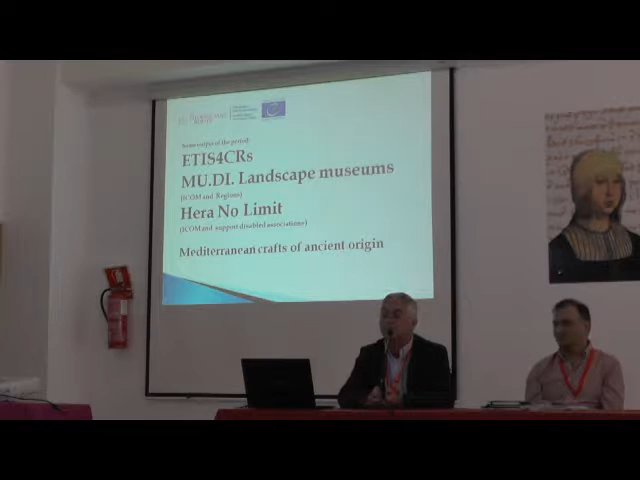 Some output of the period:
ETIS4CRs
MU.DI. Landscape museums
(ICOM and Regions)
Hera No Limit
(ICOM and support disabled associations)
Mediterranean crafts of ancient origin